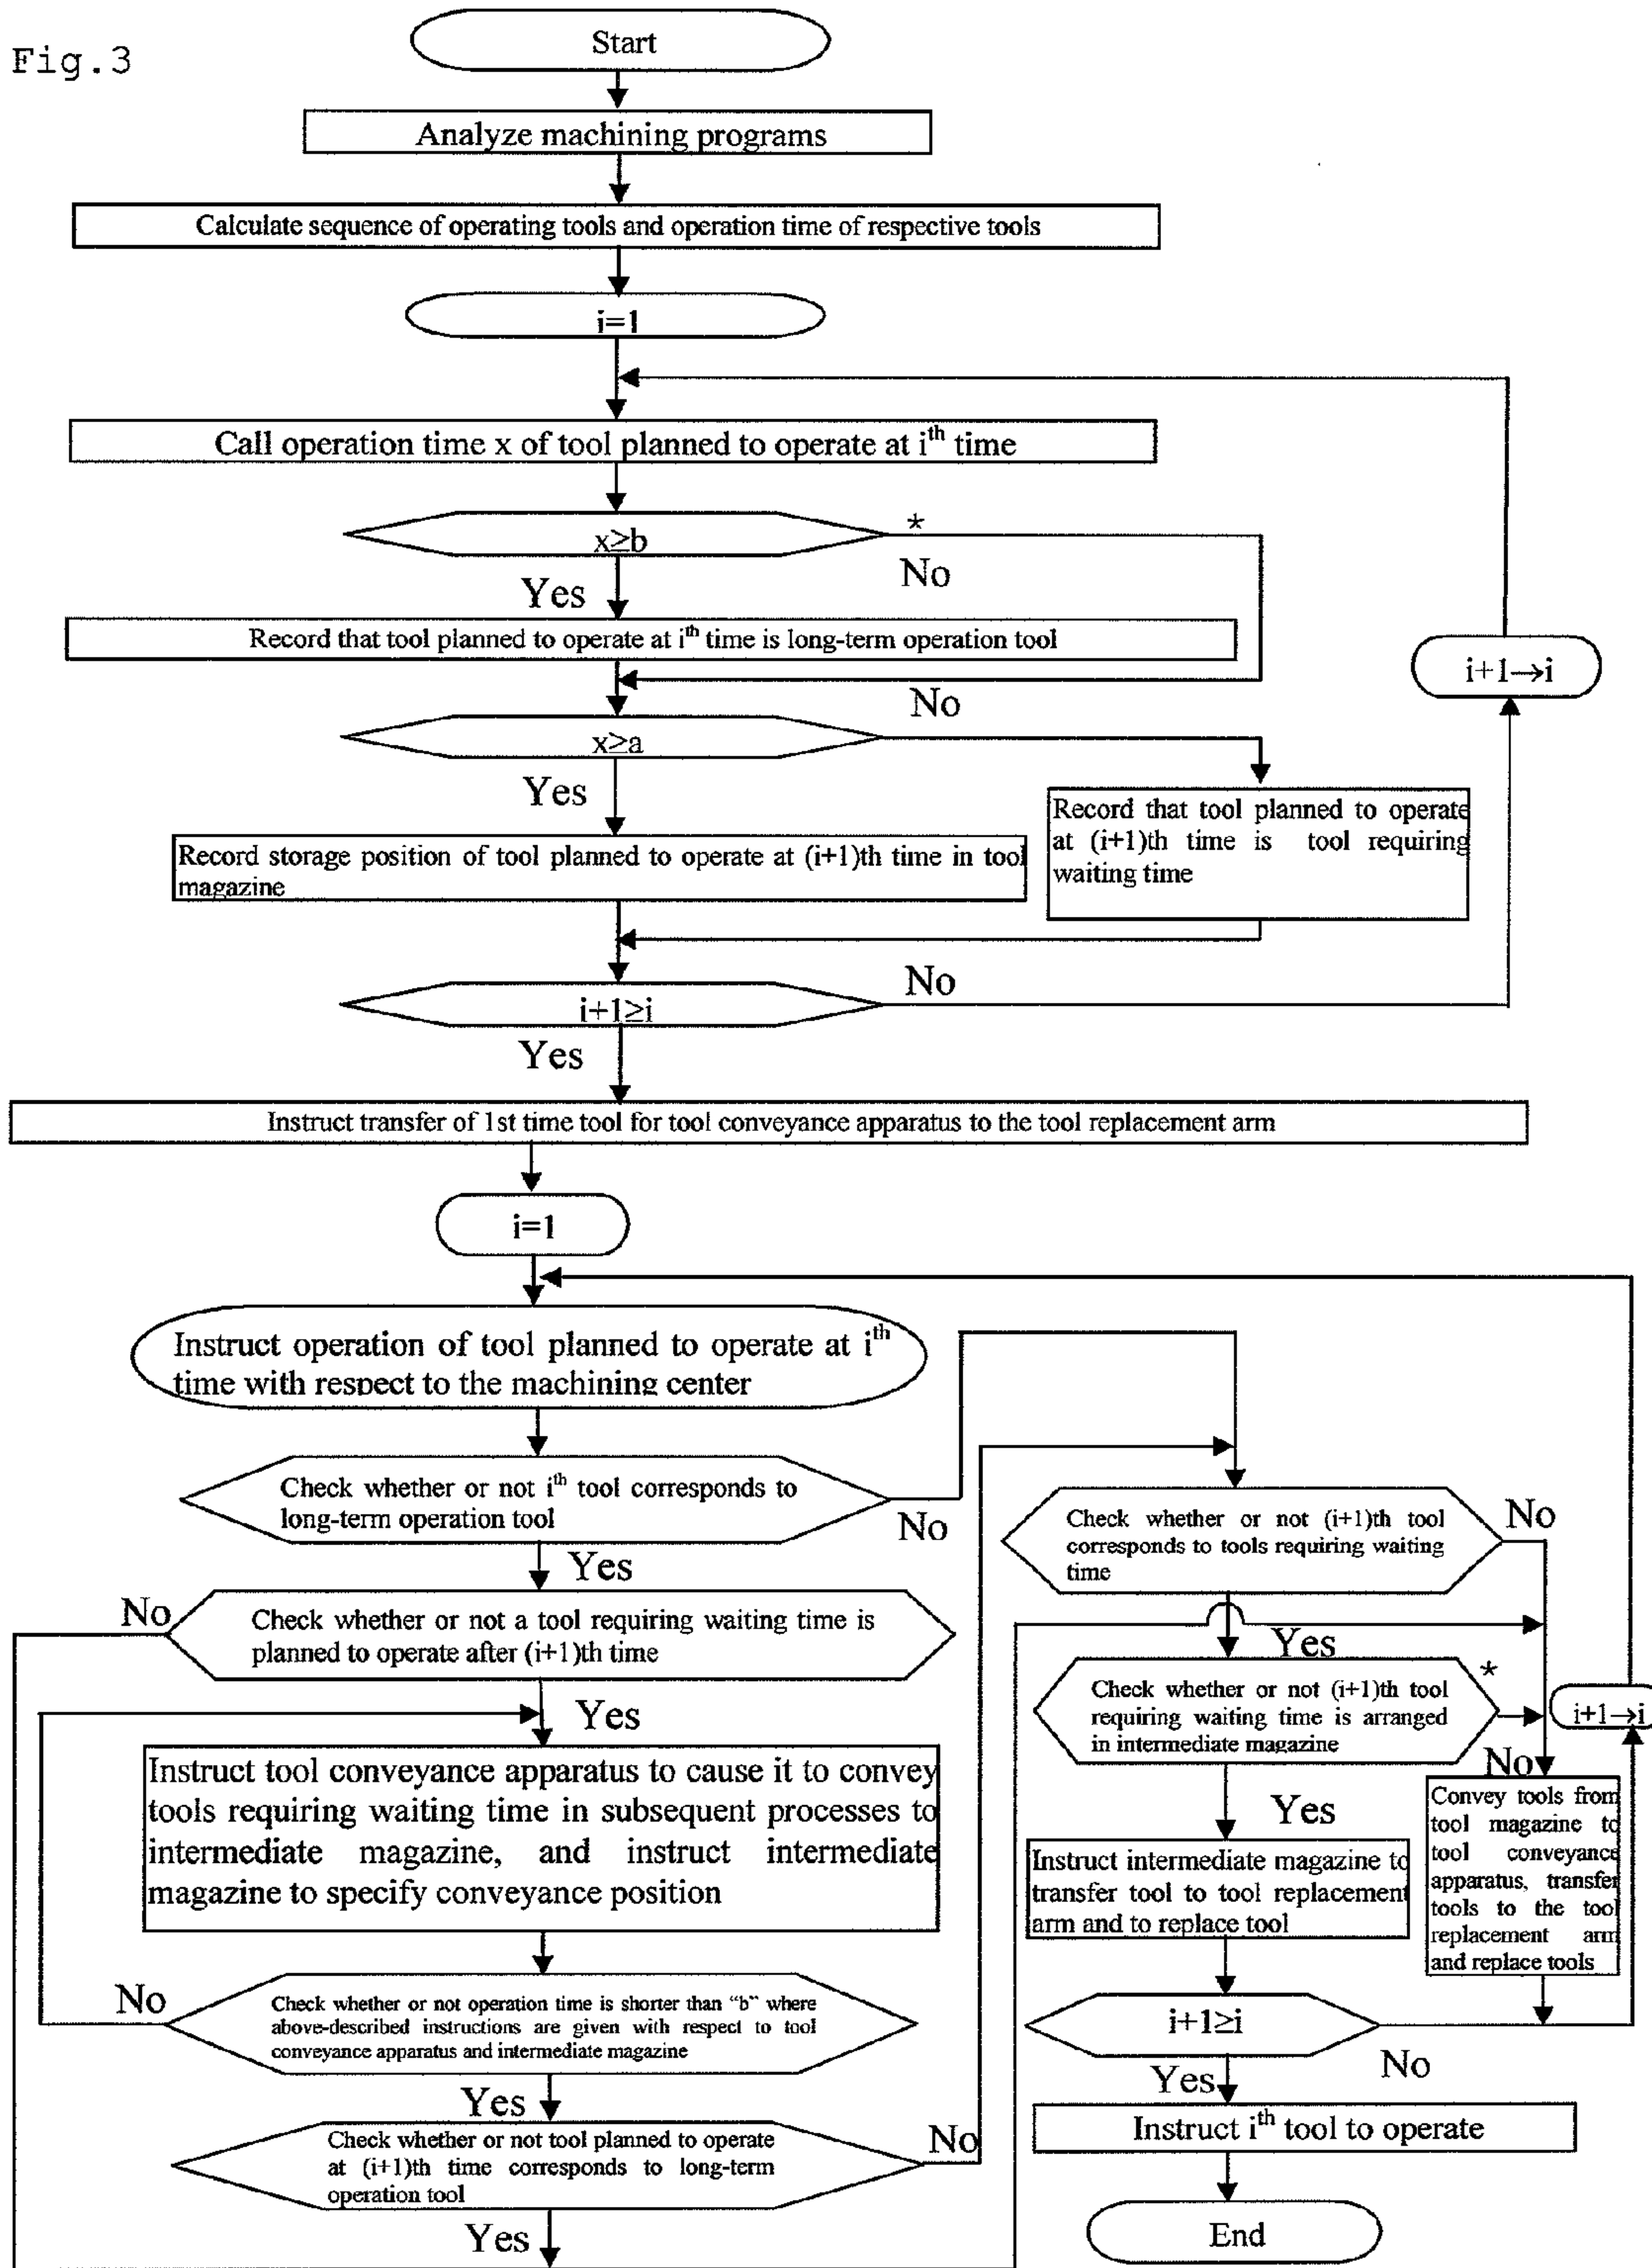 Fig.3
Start
Analyze machining programs
Calculate sequence of operating tools and operation time of respective tools
i=1
Call operation time x of tool planned to operate at ith time
x≥b
*
No
Yes
Record that tool planned to operate at ith time is long-term operation tool
i+1→i
No
x≥a
Yes
Record that tool planned to operate
at (i+1)th time is tool requiring
waiting time
Record storage position of tool planned to operate at (i+1)th time in tool
magazine
No
i+1≥i
Yes
Instruct transfer of 1st time tool for tool conveyance apparatus to the tool replacement arm
i=1
Instruct operation of tool planned to operate at ith
time with respect to the machining center
Check whether or not ith tool corresponds to
long-term operation tool
No
Yes
No
Check whether or not a tool requiring waiting time is
planned to operate after (i+1)th time
Yes
Instruct tool conveyance apparatus to cause it to convey
tools requiring waiting time in subsequent processes to
intermediate magazine, and instruct intermediate
magazine to specify conveyance position
No
Check whether or not operation time is shorter than “b” where
above-described instructions are given with respect to tool
conveyance apparatus and intermediate magazine
Yes
Check whether or not tool planned to operate
at (i+1)th time corresponds to long-term
operation tool
No
Yes
Check whether or not (i+1)th tool
corresponds to tools requiring waiting
time
No
Yes
Check whether or not (i+1)th tool
requiring waiting time is arranged
in intermediate magazine
*
i+1→i
No
Yes
Convey tools from
tool magazine to
tool conveyance
apparatus, transfer
tools to the tool
replacement arm
and replace tools
Instruct intermediate magazine to
transfer tool to tool replacement
arm and to replace tool
i+1≥i
No
Yes
Instruct ith tool to operate
End